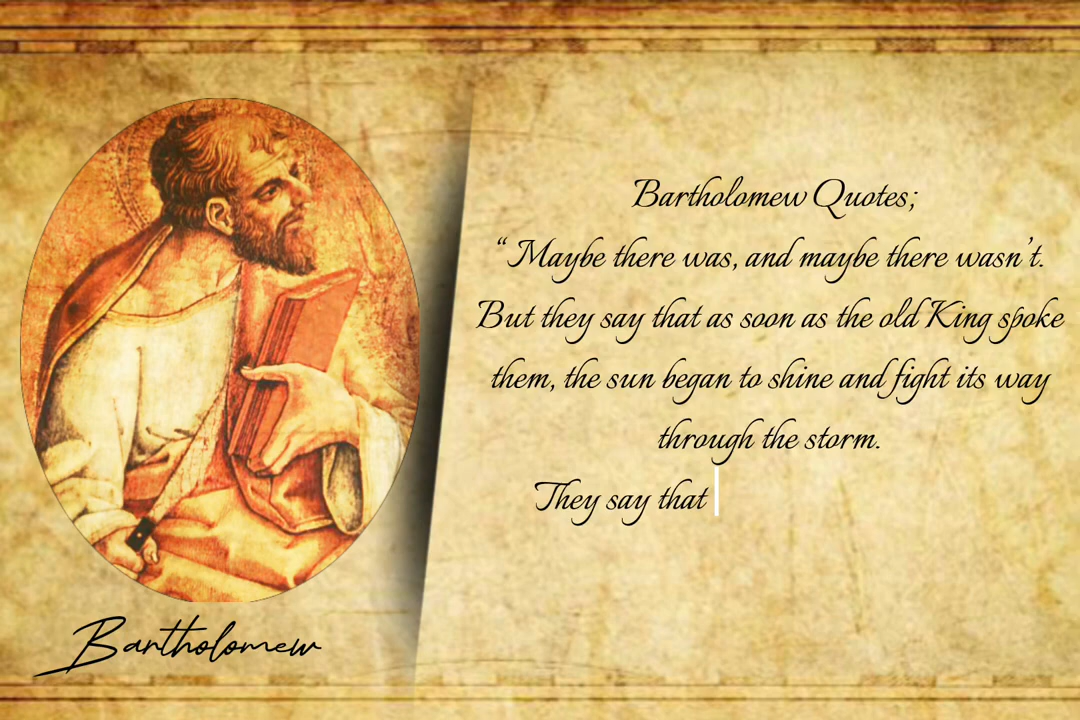 Bartholomew Quotes;
“Maybe there was, and maybe there wasn’t.
But they say that as soon as the old King spoke
them, the sun began to shine and fight its way
through the storm.
They say that
Bartholomew